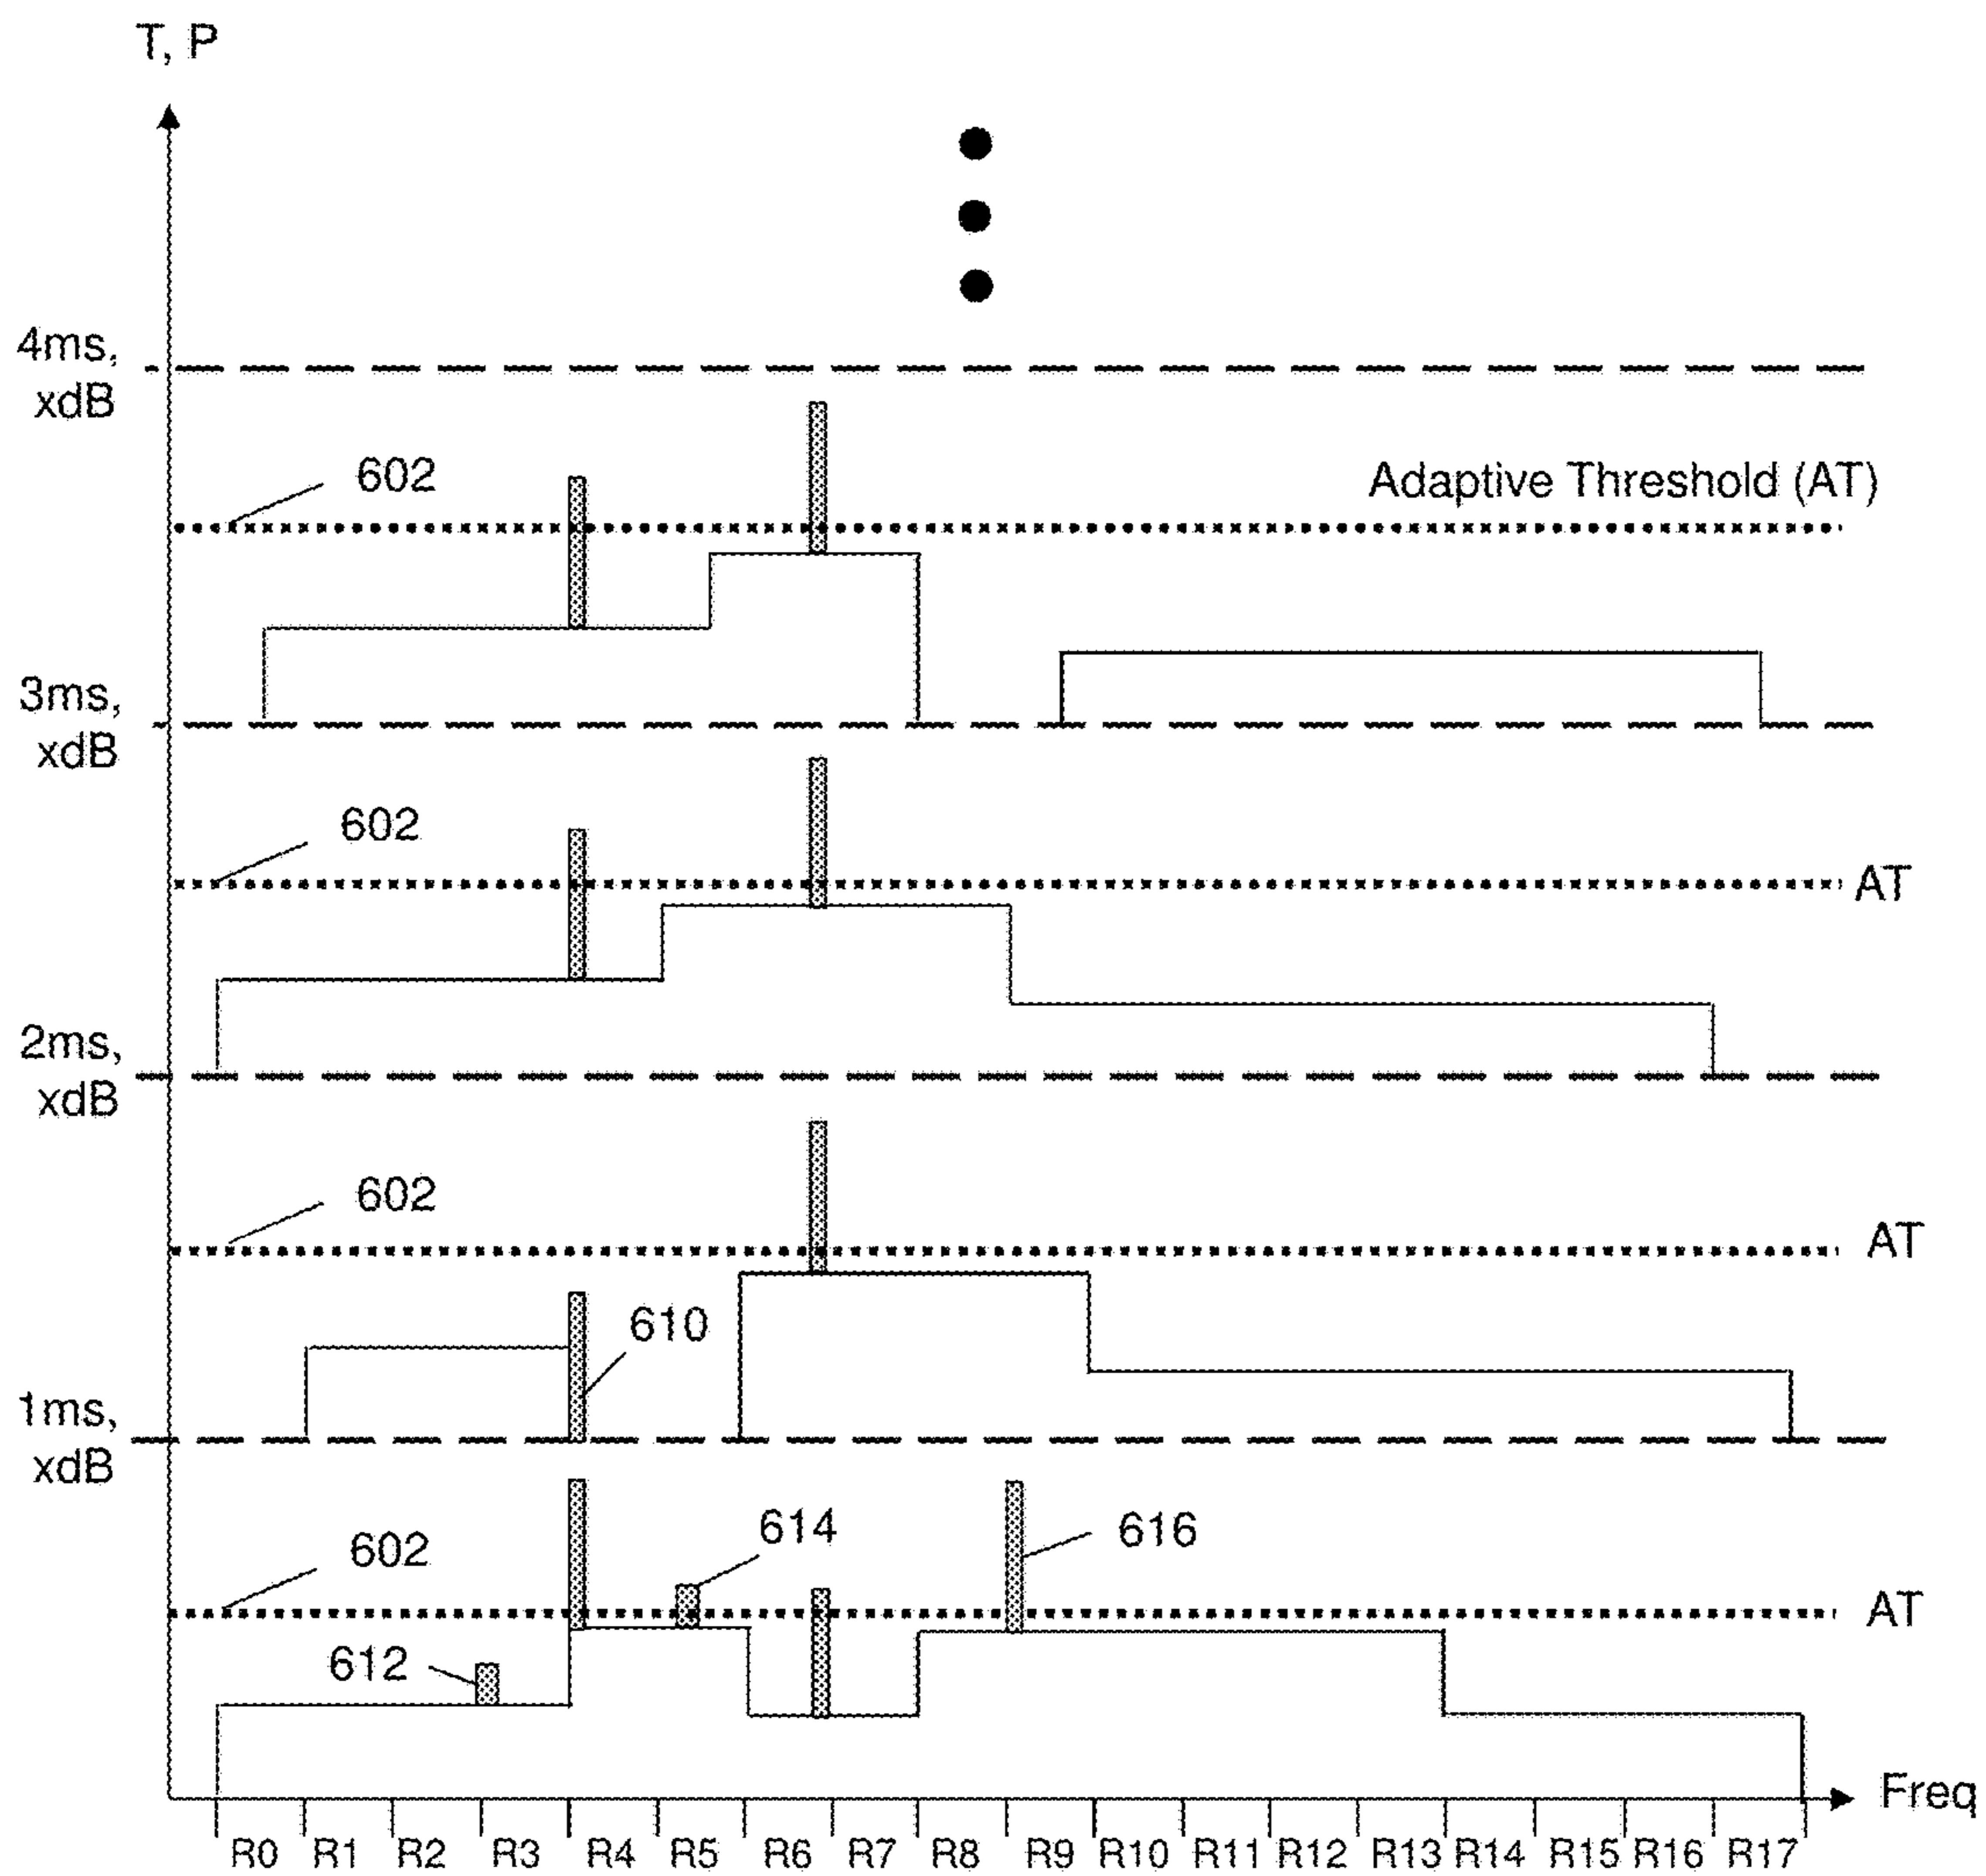 T, P
4ms,
xdB
602
Adaptive Threshold (AT)
3ms,
xdB
602
AT
2ms,
xdB
602
AT
610
1ms,
xdB
614
616
602
AT
612
Freq
R0 R1 R2 R3 R4 R5 R6 R7 R8 R9 R10 R11 R12 R13 R14 R15 R16 R17